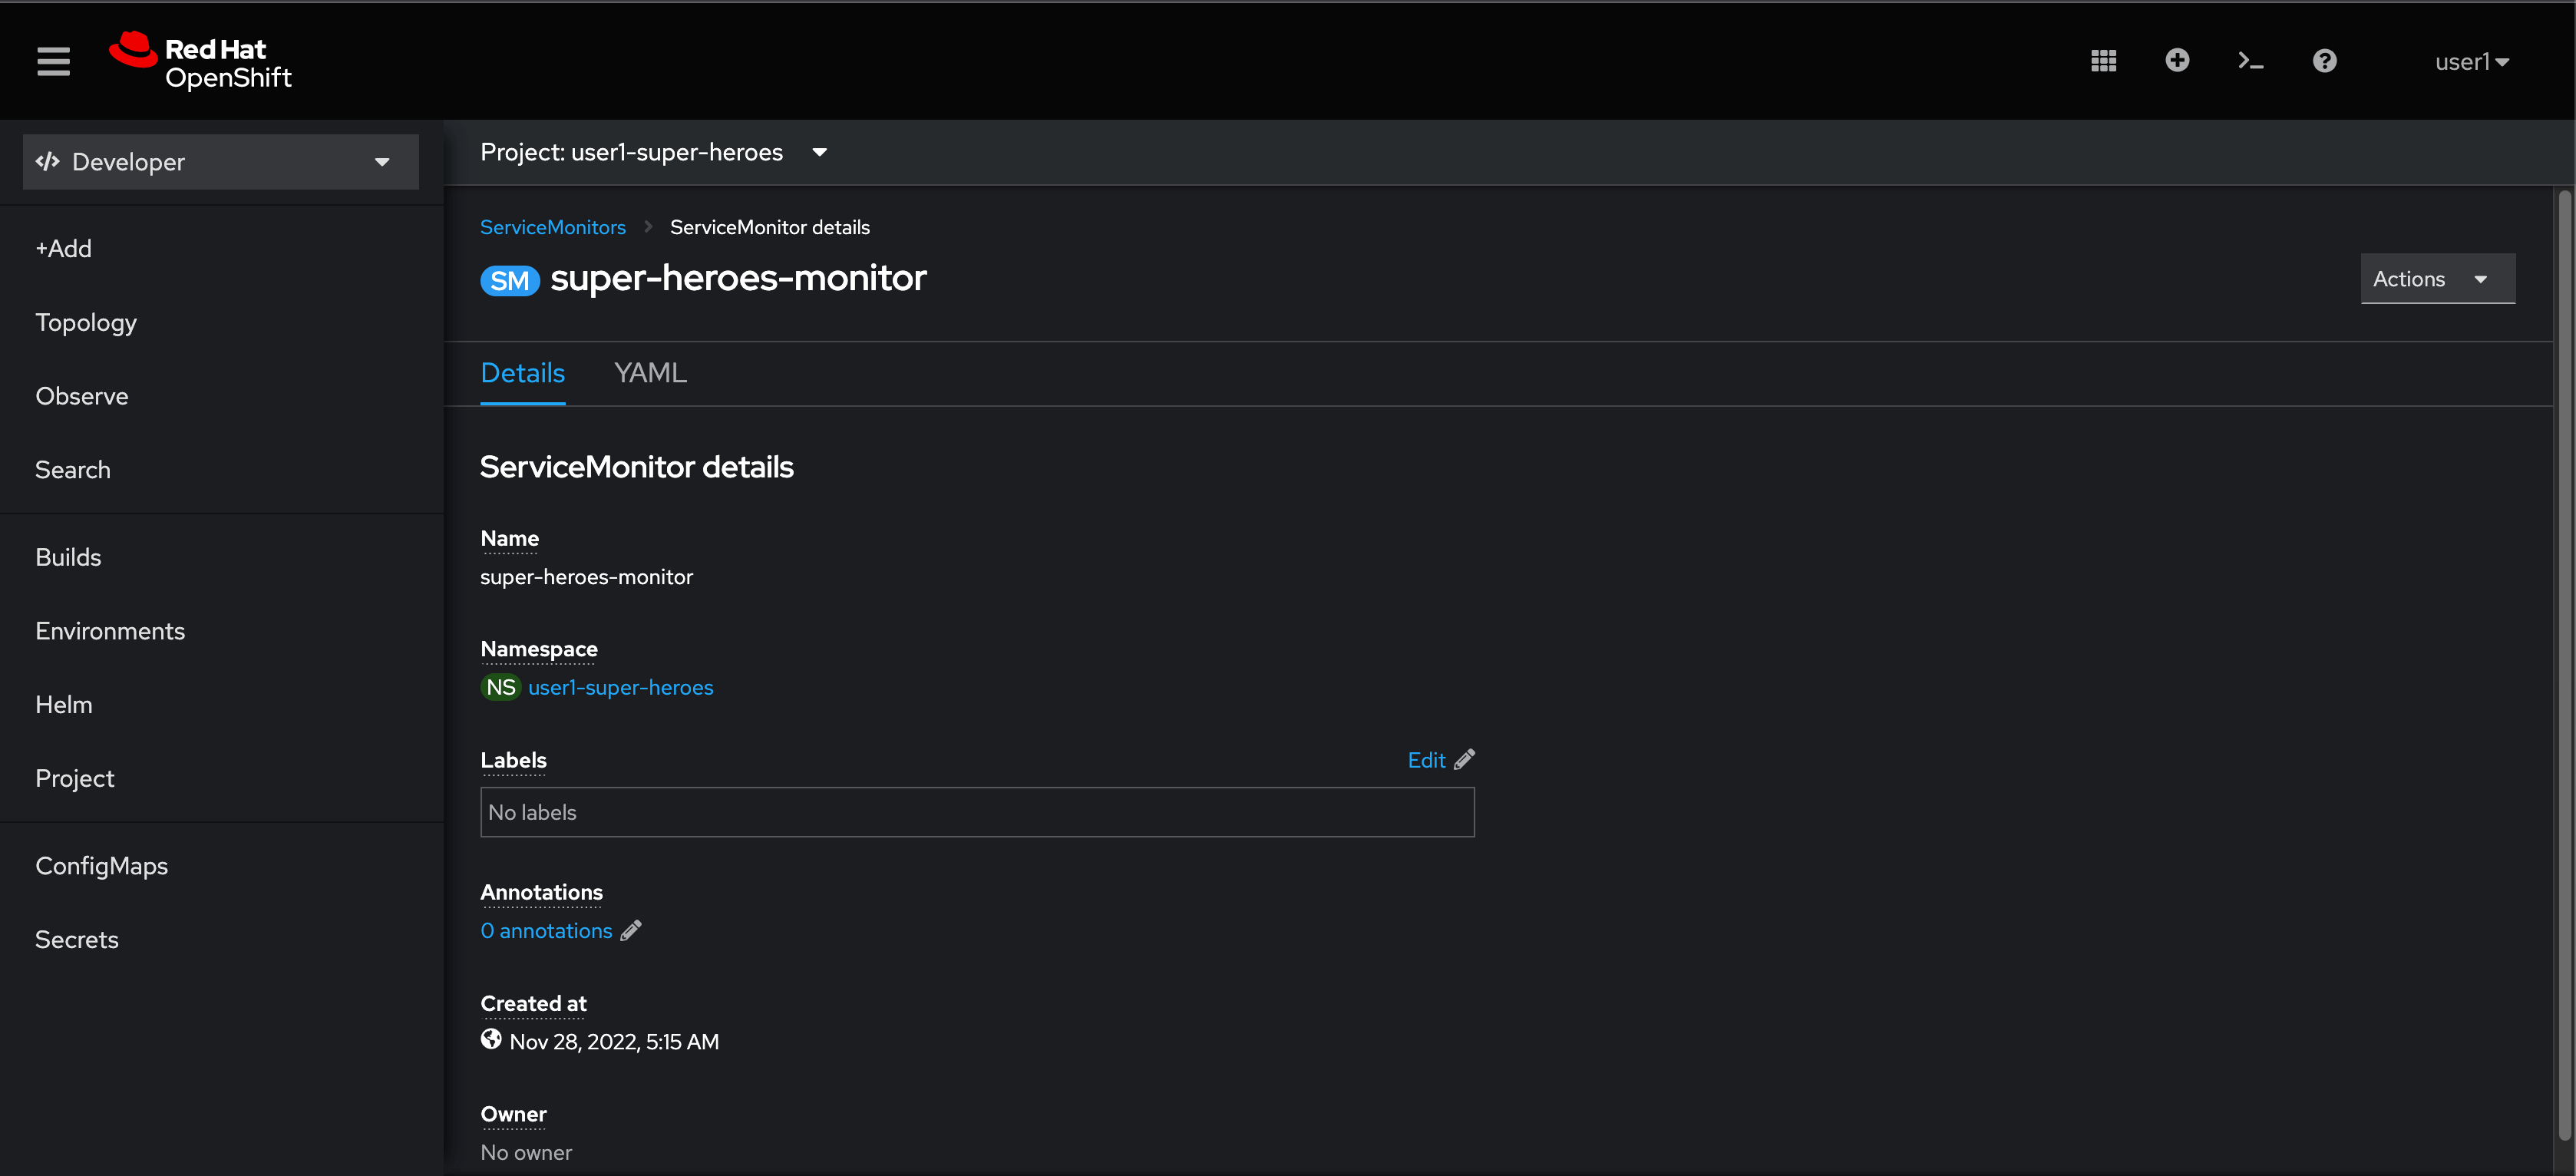 Red Hat
OpenShift
user1
Developer
+Add
Topology
Observe
Search
Builds
Environments
Helm
Project
ConfigMaps
Secrets
Project: user1-super-heroes
ServiceMonitors > ServiceMonitor details
SM super-heroes-monitor
Actions
Details YAML
ServiceMonitor details
Name
super-heroes-monitor
Namespace
NS user1-super-heroes
Labels Edit
No labels
Annotations
0 annotations
Created at
Nov 28, 2022, 5:15 AM
Owner
No owner